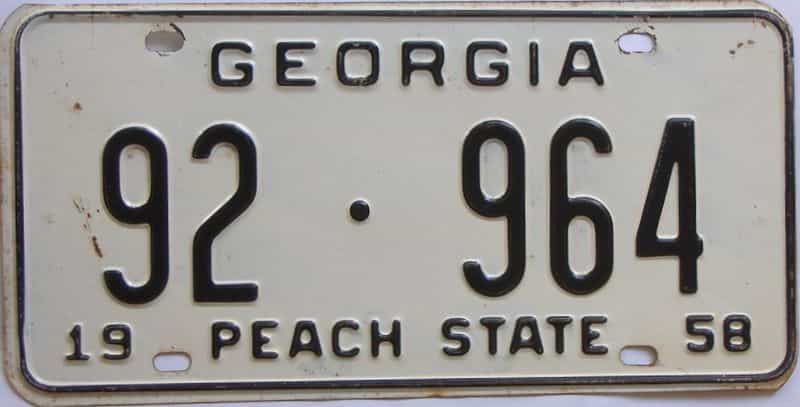 GEORGIA
92 · 964
19 PEACH STATE 58